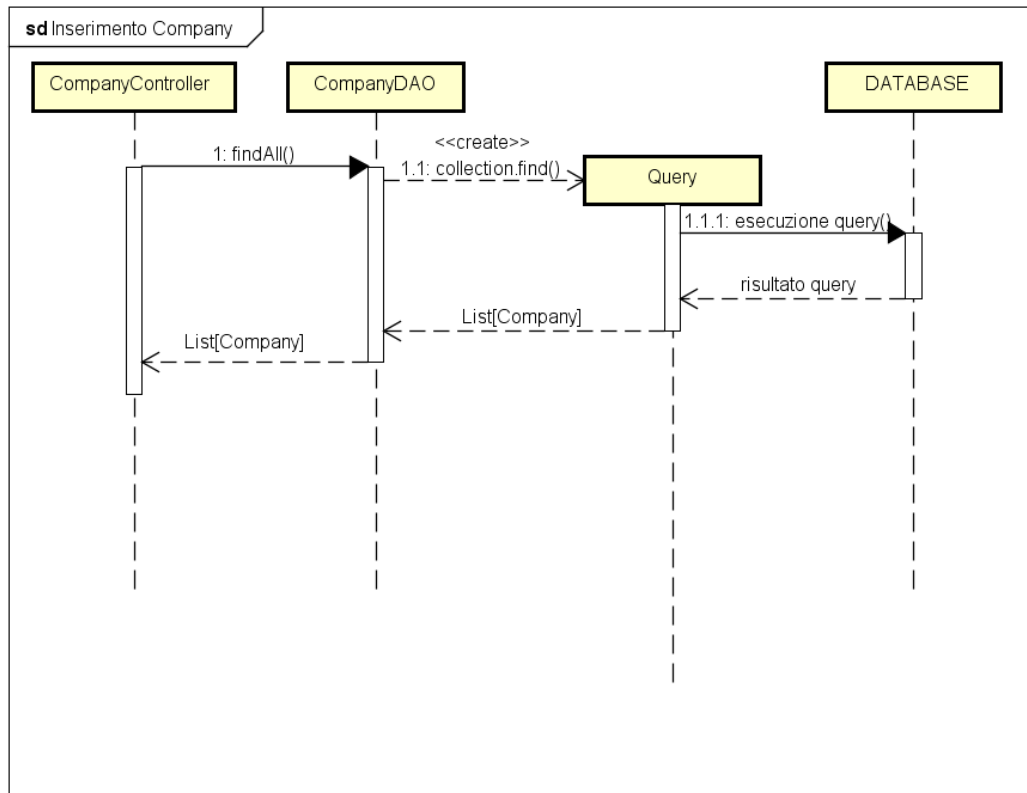 sd Inserimento Company
CompanyController
CompanyDAO
DATABASE
<<create>>
1: findAll()
1.1: collection.find()
Query
1.1.1: esecuzione query()
risultato query
List[Company]
List[Company]